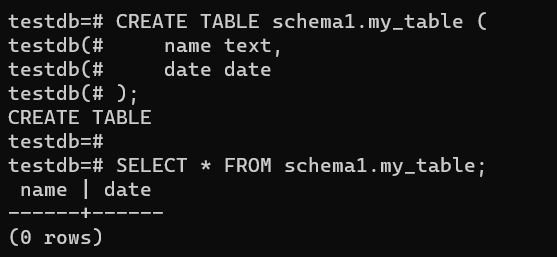 testdb=# CREATE TABLE schema1.my_table (
testdb(#     name text,
testdb(#     date date
testdb(# );
CREATE TABLE
testdb=#
testdb=# SELECT * FROM schema1.my_table;
 name | date
------+------
(0 rows)